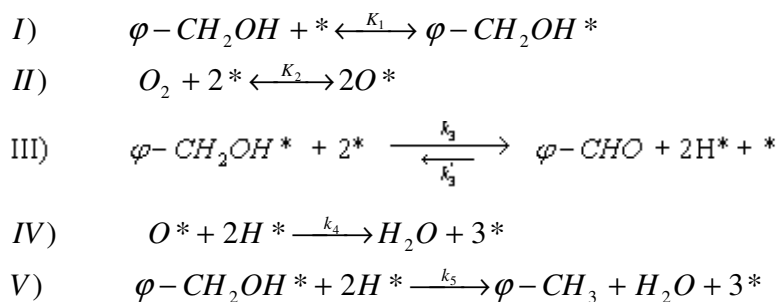 I) φ−CH₂OH + * ⟷ᴷ¹ φ−CH₂OH *
II) O₂ + 2* ⟷ᴷ² 2O*
III) φ− CH₂OH * + 2* k₃ k₃' φ−CHO + 2H* + *
IV) O* + 2H* —k₄→ H₂O + 3*
V) φ−CH₂OH* + 2H* —k₅→ φ−CH₃ + H₂O + 3*